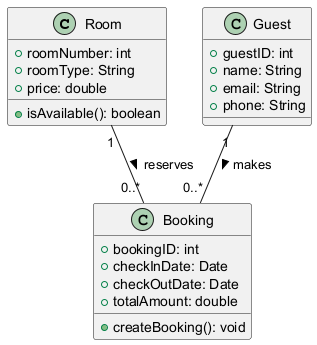 C Room
roomNumber: int
roomType: String
price: double
isAvailable(): boolean
C Guest
guestID: int
name: String
email: String
phone: String
1
reserves
0..*
1
makes
0..*
C Booking
bookingID: int
checkInDate: Date
checkOutDate: Date
totalAmount: double
createBooking(): void